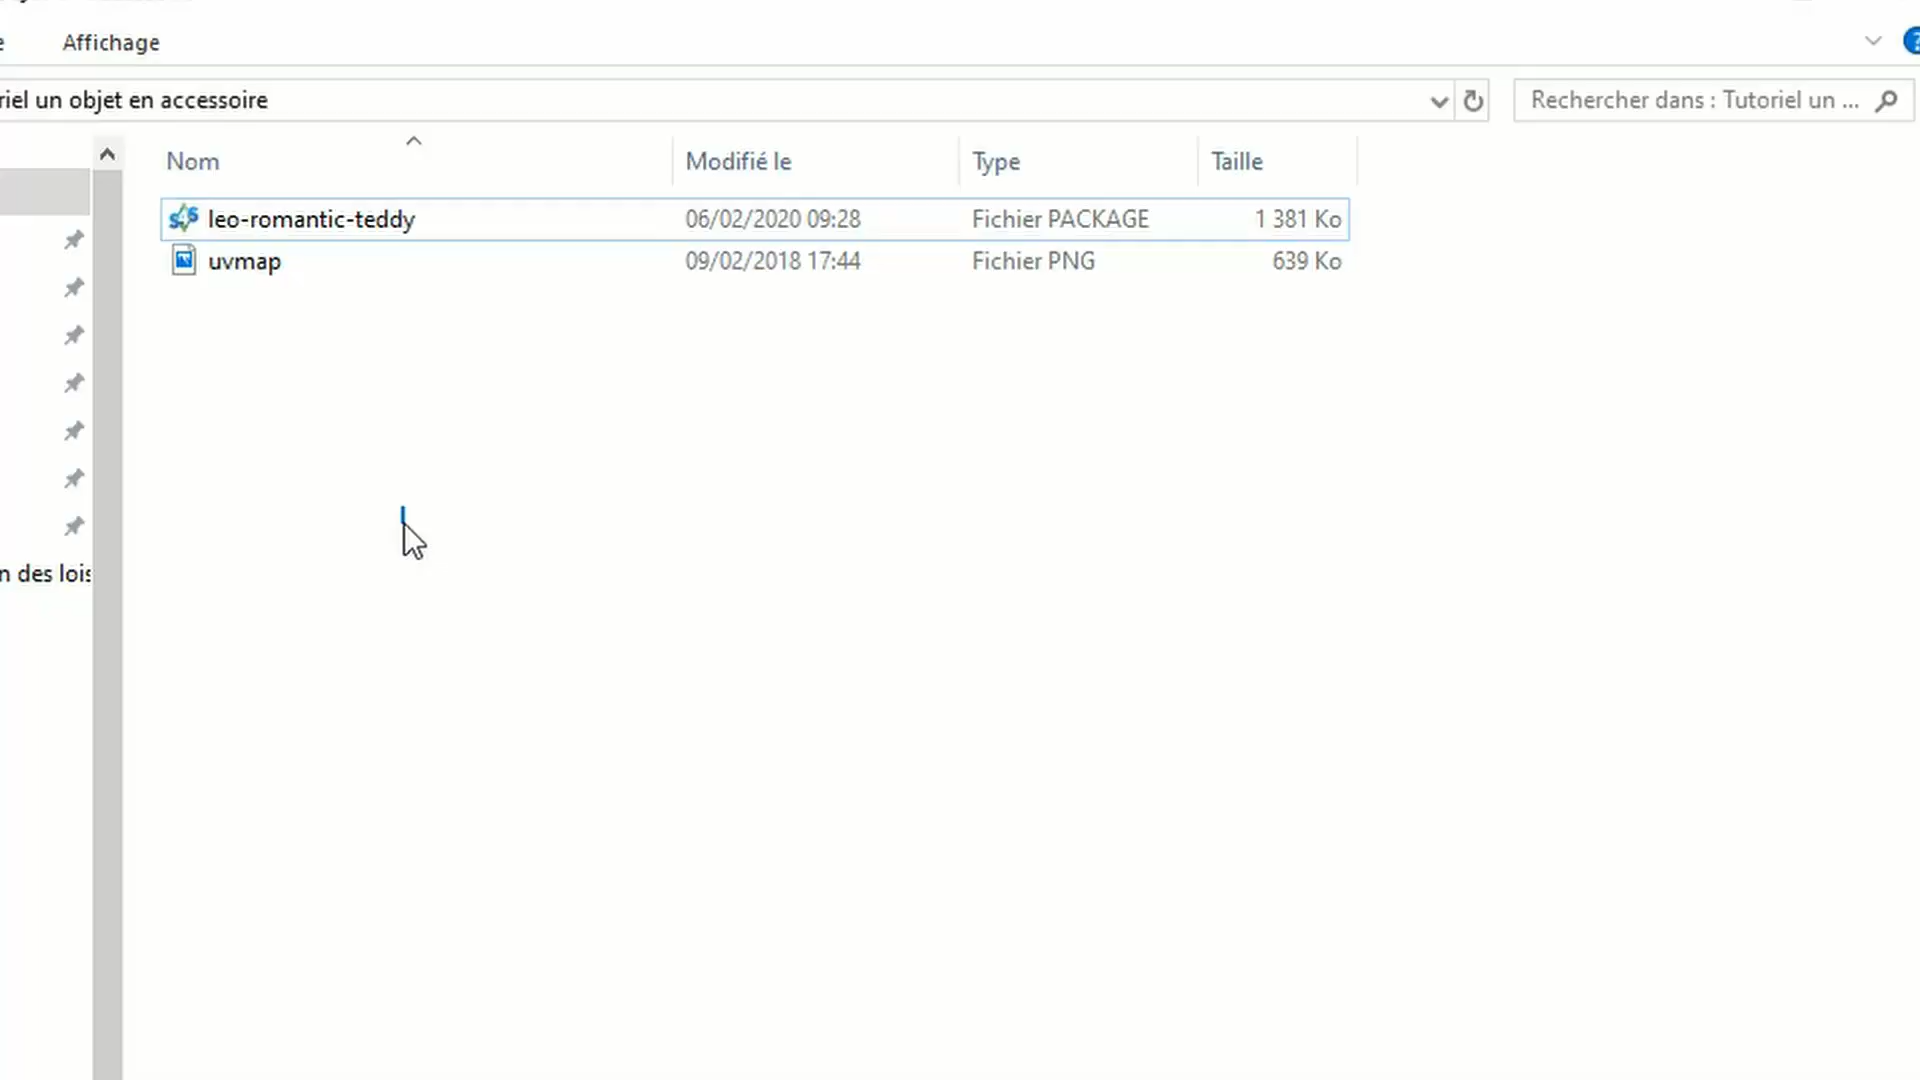 Affichage
riel un objet en accessoire
Rechercher dans : Tutoriel un ...
Nom Modifié le Type Taille
leo-romantic-teddy 06/02/2020 09:28 Fichier PACKAGE 1 381 Ko
uvmap 09/02/2018 17:44 Fichier PNG 639 Ko
n des lois